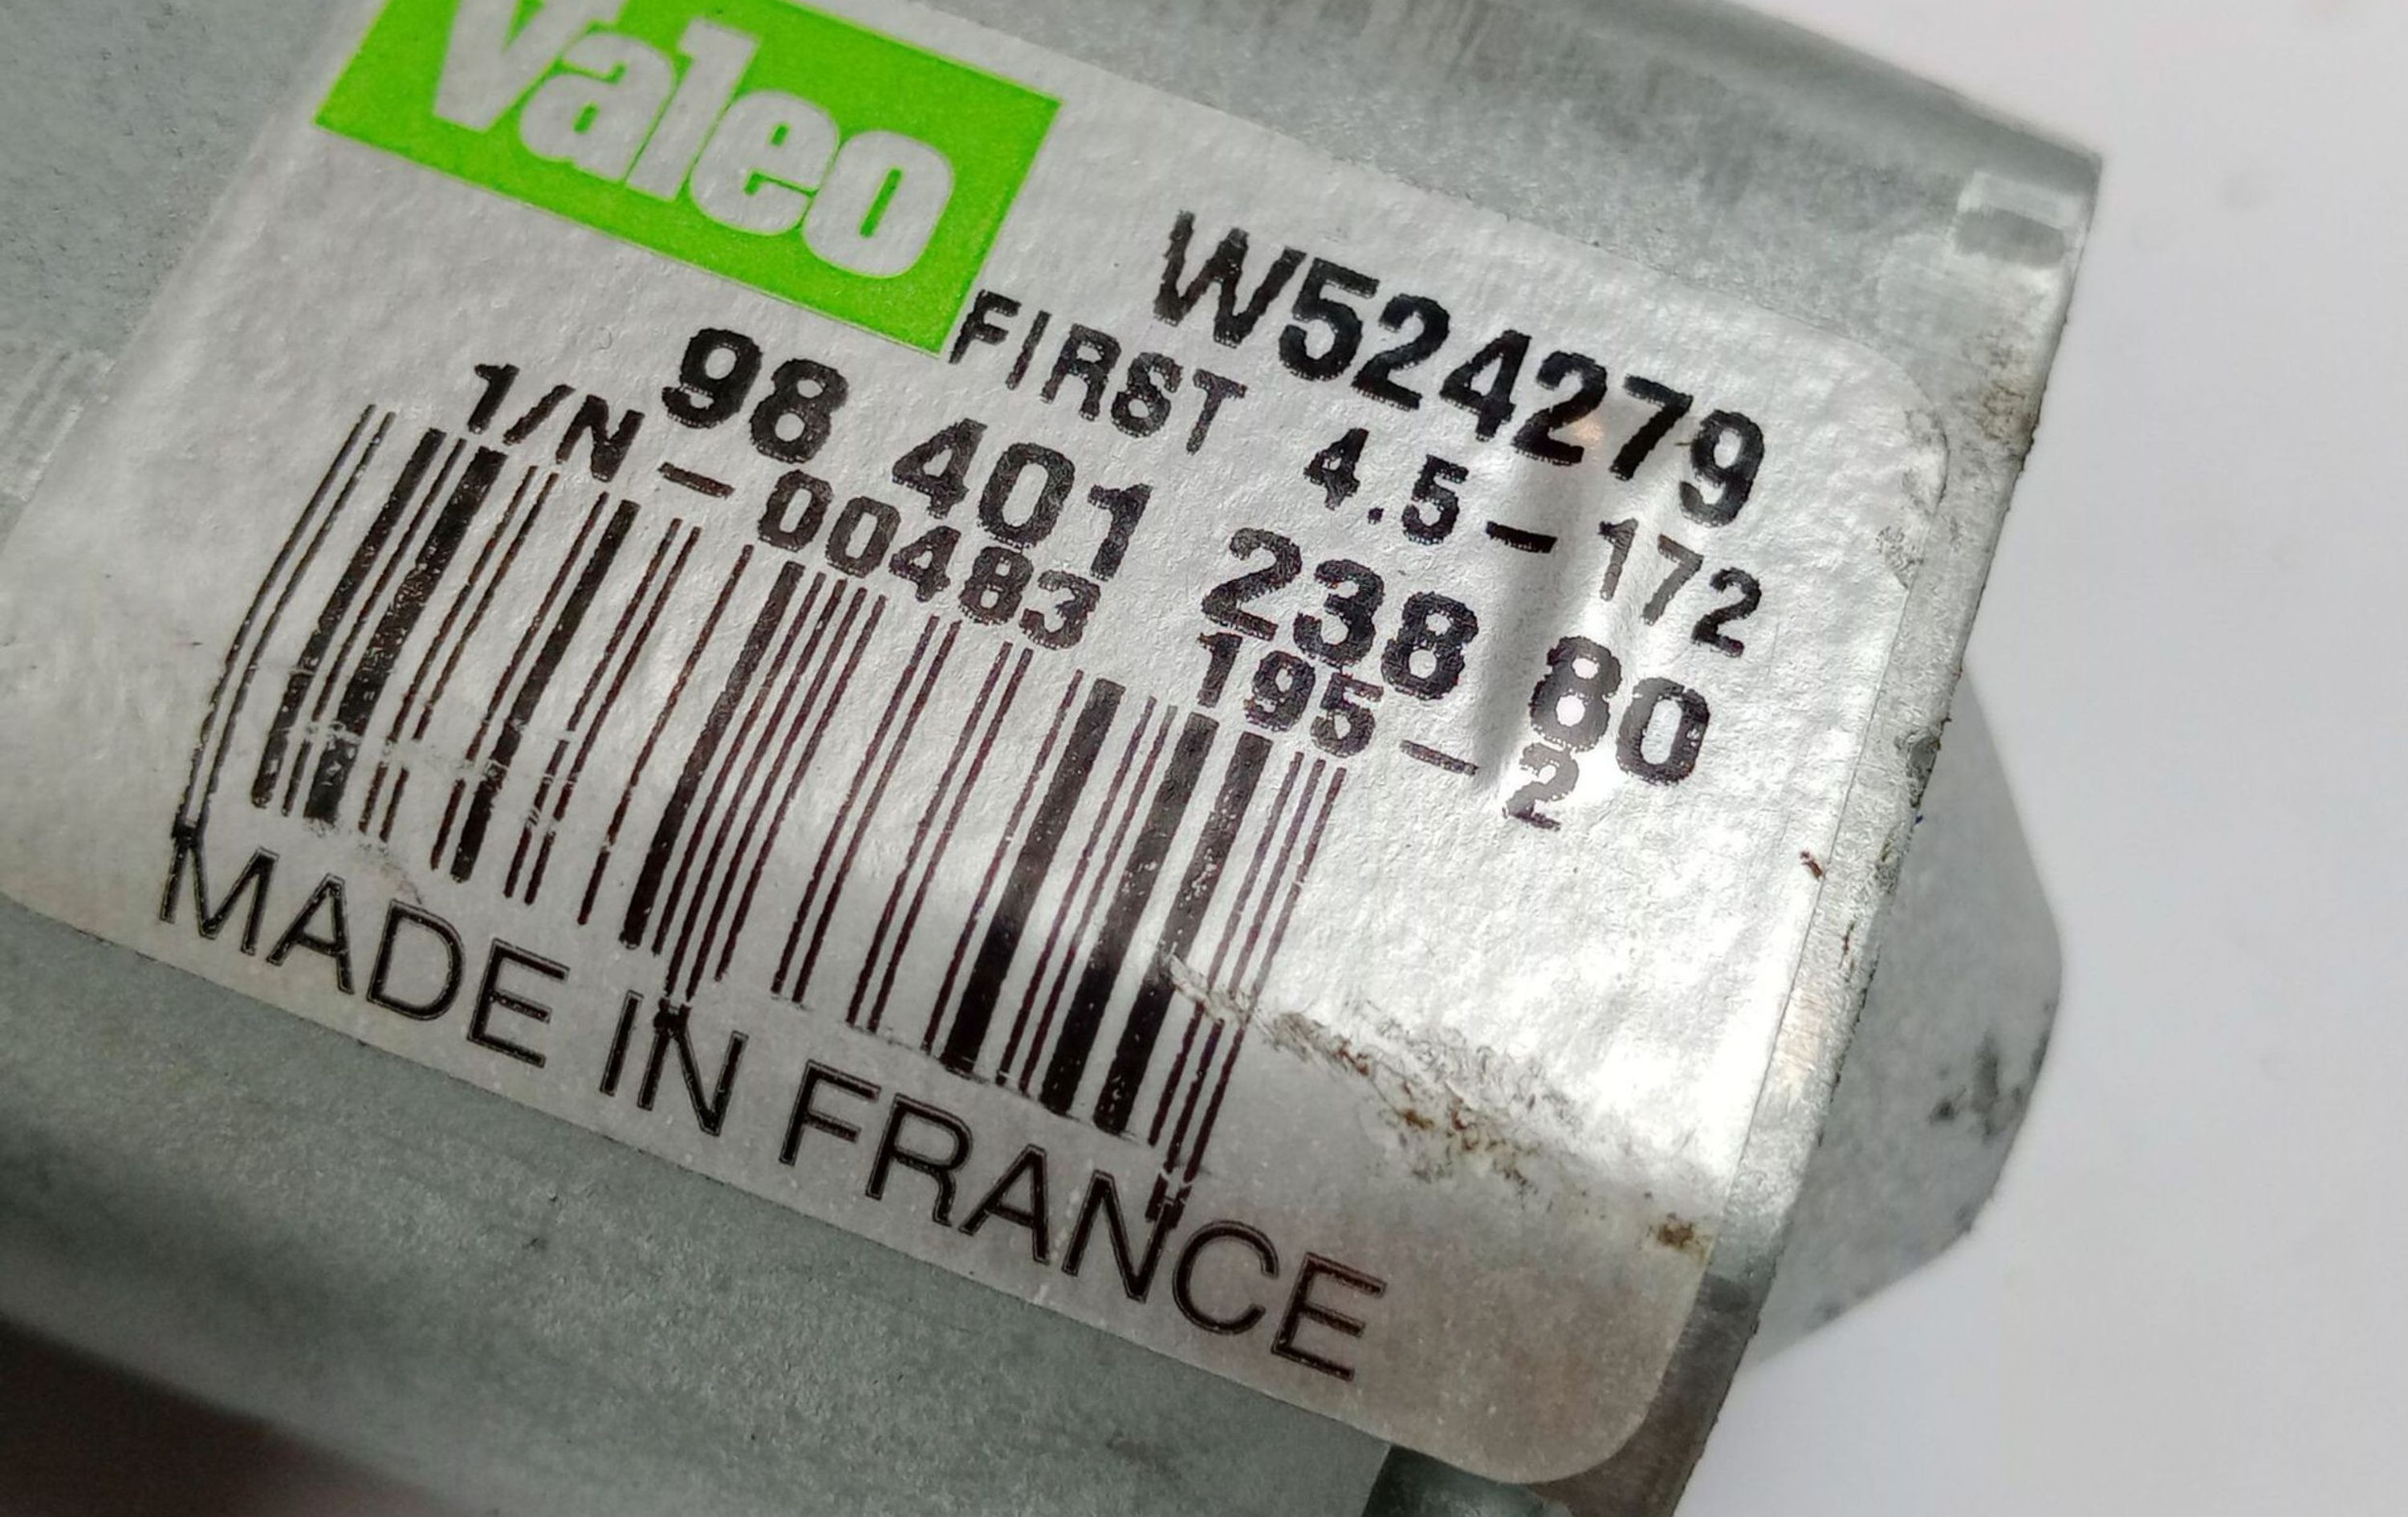 Valeo
W524279
FIRST 4.5-172
98 401 238 80
1/N-00483 195-2
MADE IN FRANCE